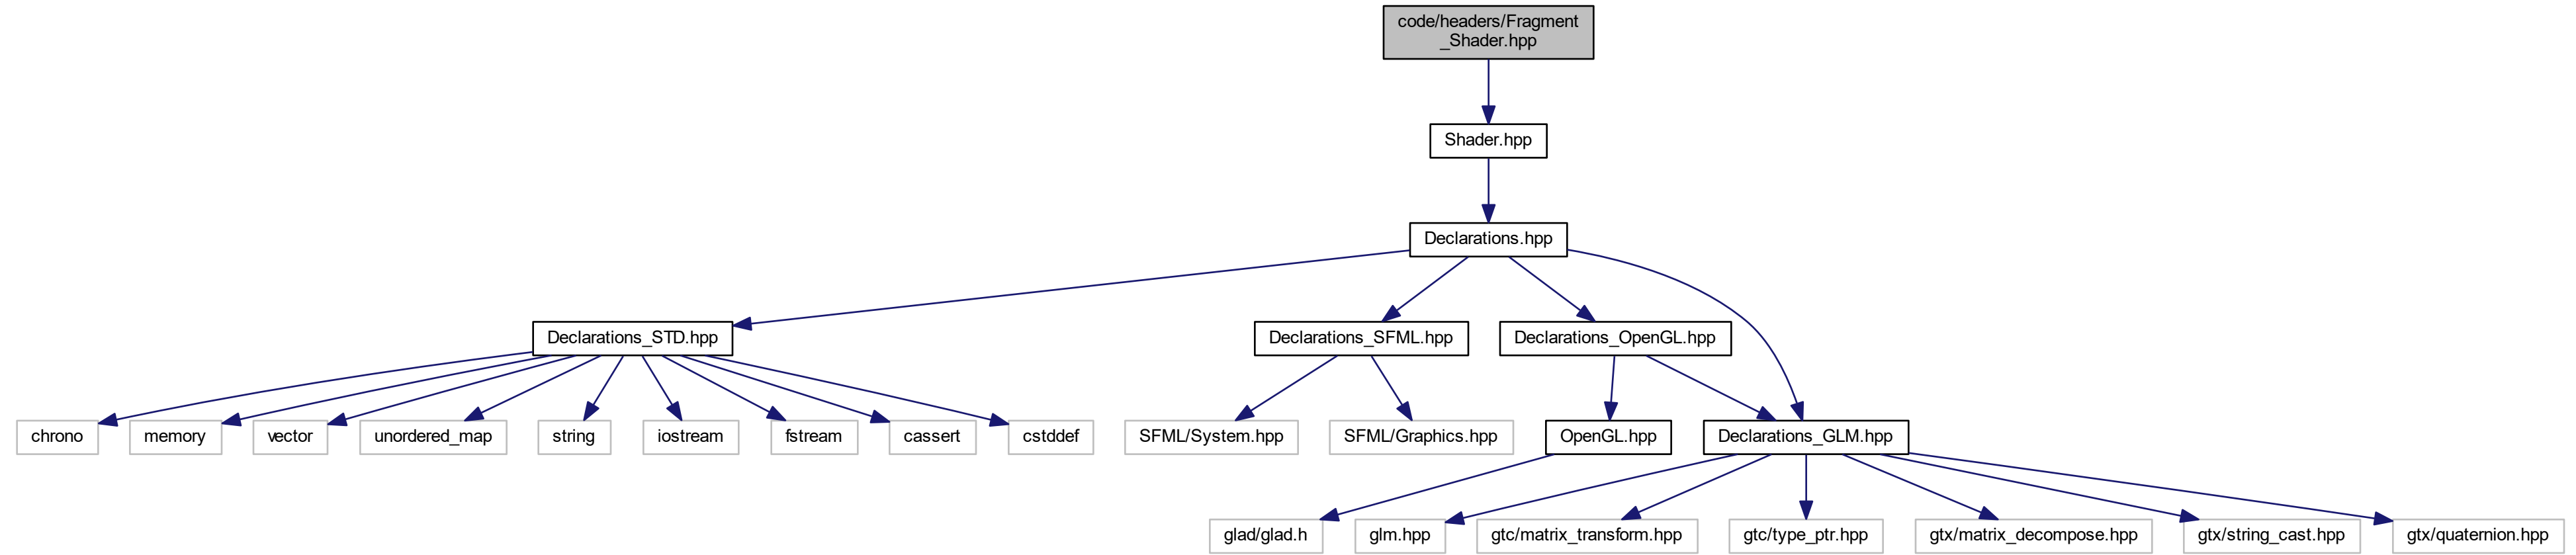 code/headers/Fragment
_Shader.hpp
Shader.hpp
Declarations.hpp
Declarations_STD.hpp
Declarations_SFML.hpp
Declarations_OpenGL.hpp
chrono
memory
vector
unordered_map
string
iostream
fstream
cassert
cstddef
SFML/System.hpp
SFML/Graphics.hpp
OpenGL.hpp
Declarations_GLM.hpp
glad/glad.h
glm.hpp
gtc/matrix_transform.hpp
gtc/type_ptr.hpp
gtx/matrix_decompose.hpp
gtx/string_cast.hpp
gtx/quaternion.hpp